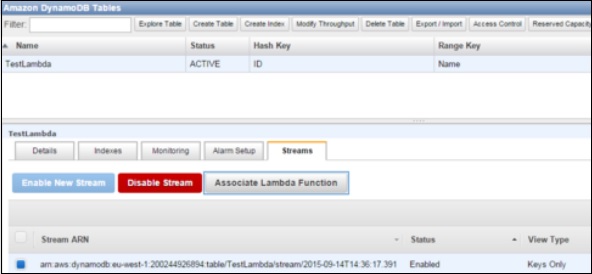 Amazon DynamoDB Tables
Filter: Explore Table Create Table Create Index Modify Throughput Delete Table Export / Import Access Control Reserved Capacity
Name Status Hash Key Range Key
TestLambda ACTIVE ID Name
TestLambda
Details Indexes Monitoring Alarm Setup Streams
Enable New Stream Disable Stream Associate Lambda Function
Stream ARN Status View Type
arn:aws:dynamodb:eu-west-1:200244926894:table/TestLambda/stream/2015-09-14T14:36:17.391 Enabled Keys Only